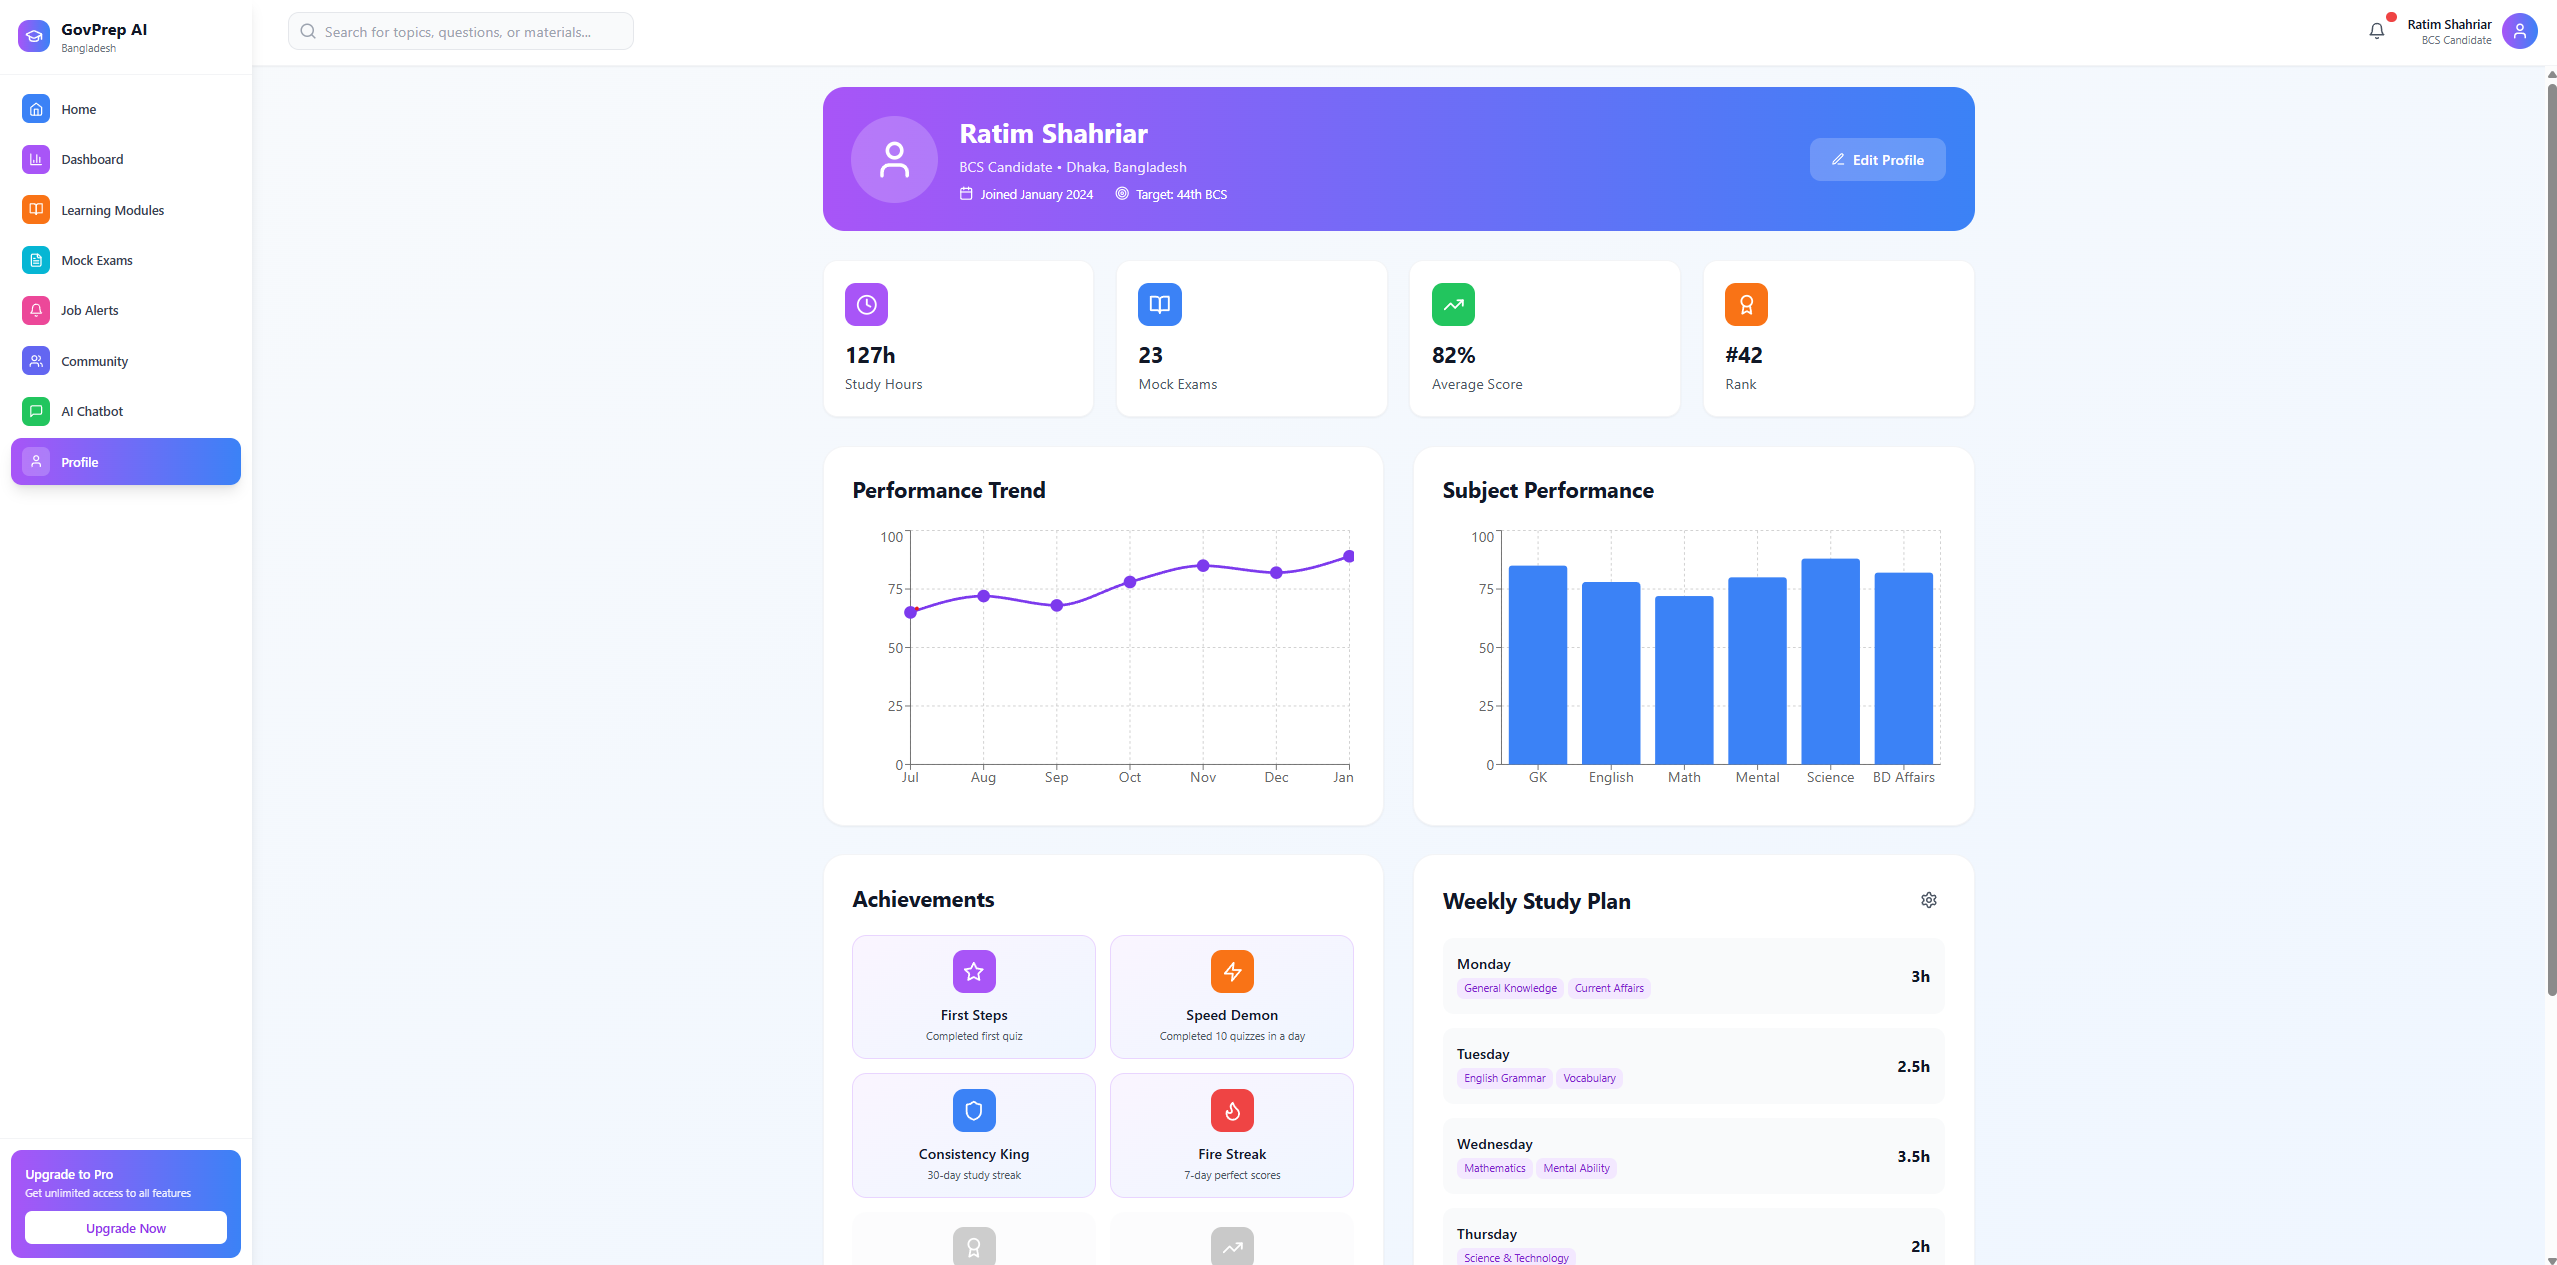 GovPrep AI
Bangladesh
Home
Dashboard
Learning Modules
Mock Exams
Job Alerts
Community
AI Chatbot
Profile
Upgrade to Pro
Get unlimited access to all features
Upgrade Now
Search for topics, questions, or materials...
Ratim Shahriar
BCS Candidate
Ratim Shahriar
BCS Candidate • Dhaka, Bangladesh
Joined January 2024 Target: 44th BCS
Edit Profile
127h
Study Hours
23
Mock Exams
82%
Average Score
#42
Rank
Performance Trend
100
75
50
25
0
Jul Aug Sep Oct Nov Dec Jan
Subject Performance
100
75
50
25
0
GK English Math Mental Science BD Affairs
Achievements
First Steps
Completed first quiz
Speed Demon
Completed 10 quizzes in a day
Consistency King
30-day study streak
Fire Streak
7-day perfect scores
Weekly Study Plan
Monday
General Knowledge Current Affairs
3h
Tuesday
English Grammar Vocabulary
2.5h
Wednesday
Mathematics Mental Ability
3.5h
Thursday
Science & Technology
2h